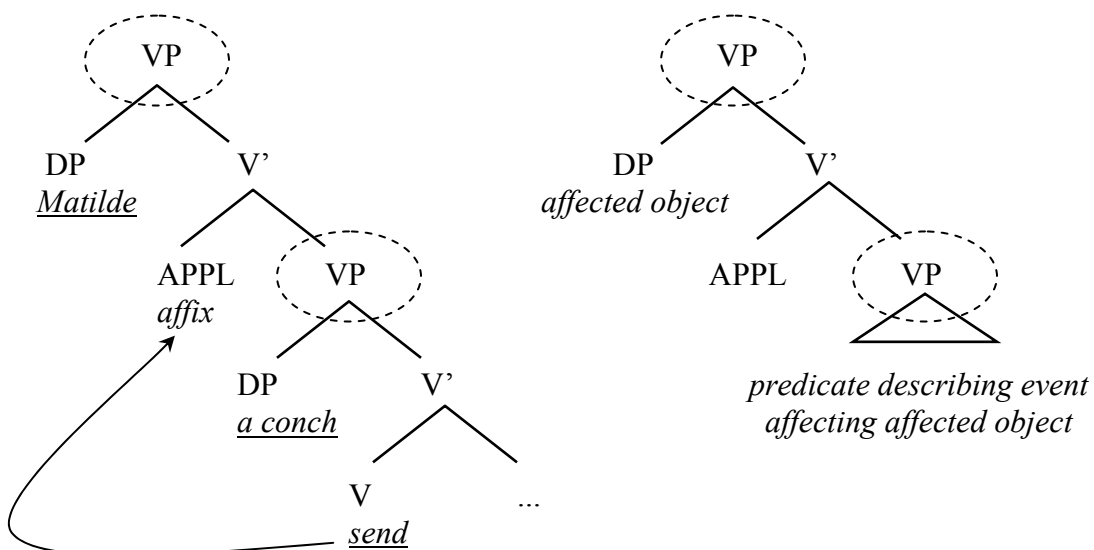 VP
DP V’
Matilde
APPL VP
affix
DP V’
a conch
V ...
send
VP
DP V’
affected object
APPL VP
predicate describing event
affecting affected object